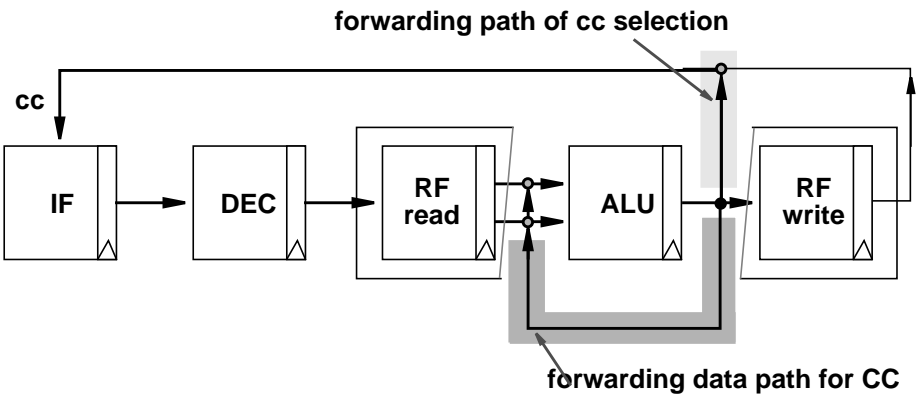 forwarding path of cc selection
cc
IF
DEC
RF
read
ALU
RF
write
forwarding data path for CC